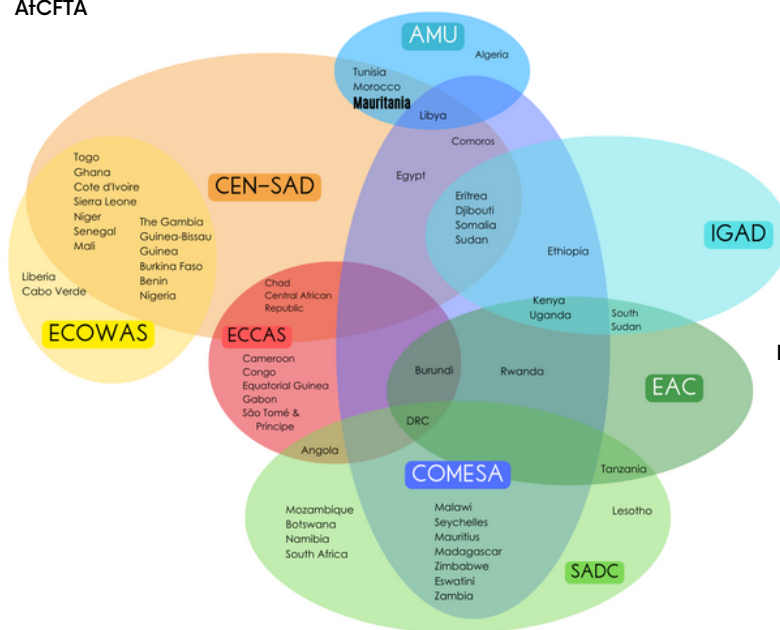 AfCFTA
AMU
Algeria
Tunisia
Morocco
Mauritania
Libya
Comoros
Egypt
Eritrea
Djibouti
Somalia
Sudan
CEN-SAD
IGAD
Ethiopia
Togo
Ghana
Cote d'Ivoire
Sierra Leone
Niger
Senegal
Mali
The Gambia
Guinea-Bissau
Guinea
Burkina Faso
Benin
Nigeria
Liberia
Cabo Verde
ECOWAS
Chad
Central African
Republic
ECCAS
Cameroon
Congo
Equatorial Guinea
Gabon
São Tomé &
Príncipe
Kenya
Uganda
South
Sudan
Burundi
Rwanda
EAC
DRC
Angola
COMESA
Tanzania
Lesotho
Mozambique
Botswana
Namibia
South Africa
Malawi
Seychelles
Mauritius
Madagascar
Zimbabwe
Eswatini
Zambia
SADC